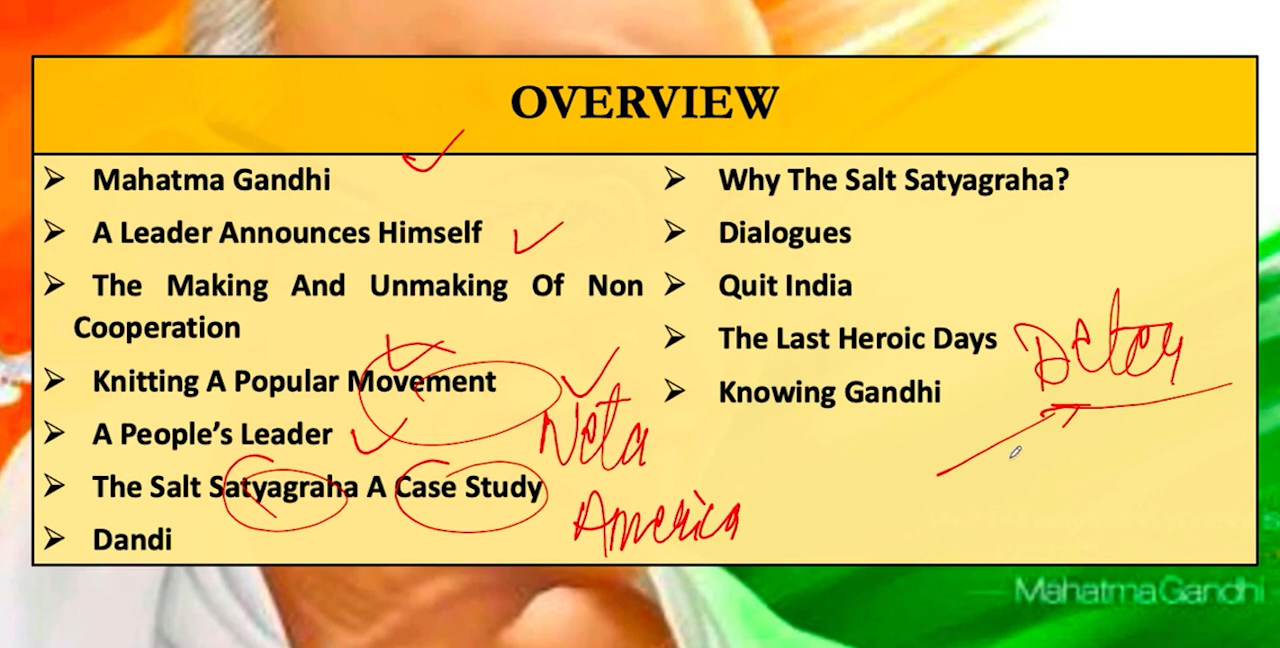 OVERVIEW
➢ Mahatma Gandhi
➢ A Leader Announces Himself
➢ The Making And Unmaking Of Non
Cooperation
➢ Knitting A Popular Movement
➢ A People’s Leader
➢ The Salt Satyagraha A Case Study
➢ Dandi
➢ Why The Salt Satyagraha?
➢ Dialogues
➢ Quit India
➢ The Last Heroic Days
➢ Knowing Gandhi
Neta
America
Mahatma Gandhi